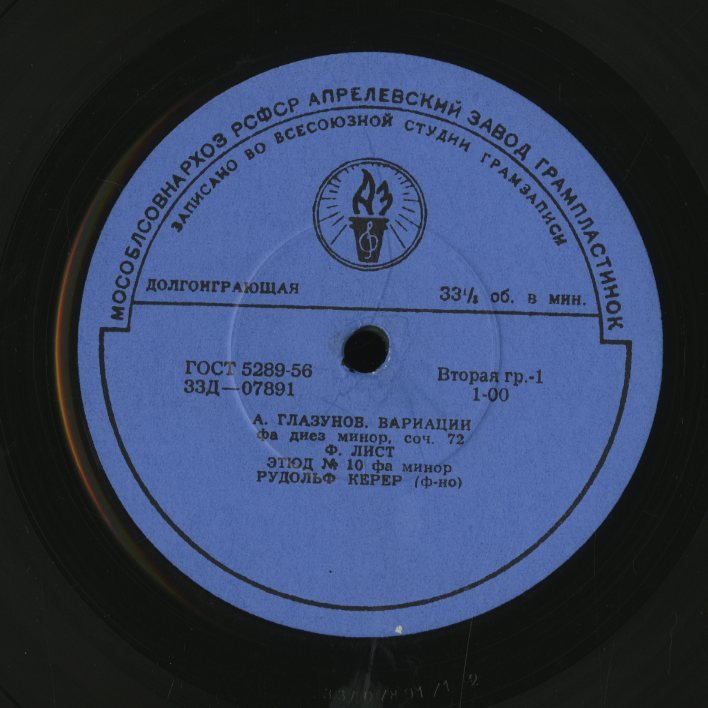 МОСОБЛСОВНАРХОЗ РСФСР АПРЕЛЕВСКИЙ ЗАВОД ГРАМПЛАСТИНОК
ЗАПИСАНО ВО ВСЕСОЮЗНОЙ СТУДИИ ГРАМЗАПИСИ
АЗ
ДОЛГОИГРАЮЩАЯ
33⅓ об. в мин.
ГОСТ 5289-56
33Д—07891
Вторая гр.-1
1-00
А. ГЛАЗУНОВ. ВАРИАЦИИ
фа диез минор, соч. 72
Ф. ЛИСТ
ЭТЮД № 10 фа минор
РУДОЛЬФ КЕРЕР (ф-но)